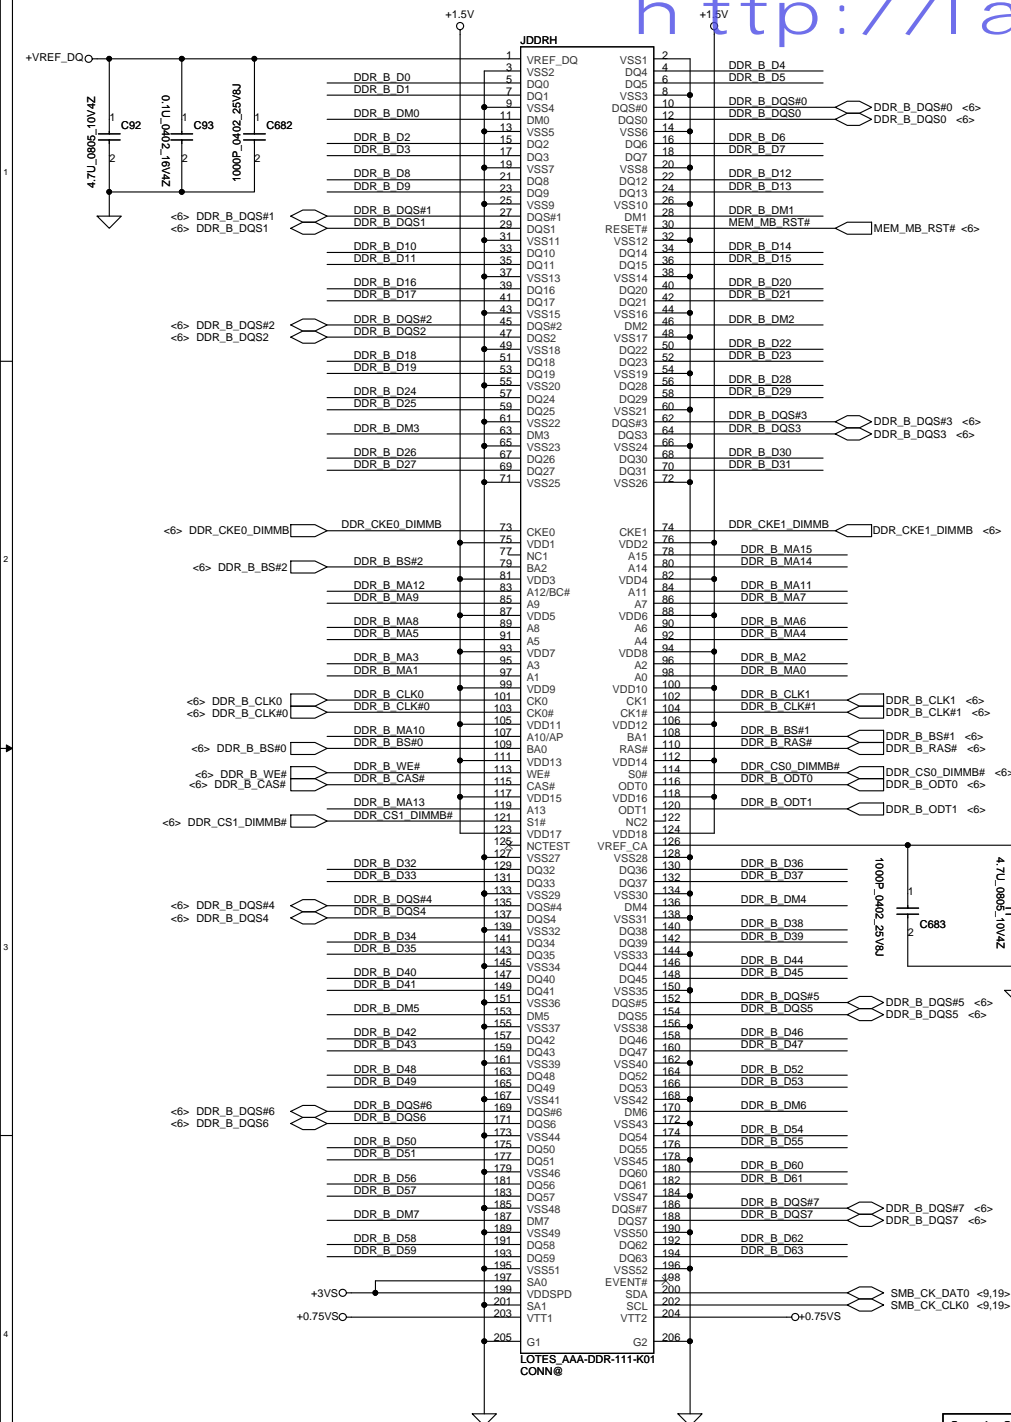 http://la
+1.5V +1.5V
JDDRH
+VREF_DQ 1 VREF_DQ VSS1 2
3 VSS2 DQ4 4 DDR_B_D4
DDR_B_D0 5 DQ0 DQ5 6 DDR_B_D5
DDR_B_D1 7 DQ1 VSS3 8
9 VSS4 DQS#0 10 DDR_B_DQS#0 DDR_B_DQS#0 <6>
DDR_B_DM0 11 DM0 DQS0 12 DDR_B_DQS0 DDR_B_DQS0 <6>
13 VSS5 VSS6 14
DDR_B_D2 15 DQ2 DQ6 16 DDR_B_D6
DDR_B_D3 17 DQ3 DQ7 18 DDR_B_D7
19 VSS7 VSS8 20
DDR_B_D8 21 DQ8 DQ12 22 DDR_B_D12
DDR_B_D9 23 DQ9 DQ13 24 DDR_B_D13
25 VSS9 VSS10 26
<6> DDR_B_DQS#1 DDR_B_DQS#1 27 DQS#1 DM1 28 DDR_B_DM1
<6> DDR_B_DQS1 DDR_B_DQS1 29 DQS1 RESET# 30 MEM_MB_RST# MEM_MB_RST# <6>
31 VSS11 VSS12 32
DDR_B_D10 33 DQ10 DQ14 34 DDR_B_D14
DDR_B_D11 35 DQ11 DQ15 36 DDR_B_D15
37 VSS13 VSS14 38
DDR_B_D16 39 DQ16 DQ20 40 DDR_B_D20
DDR_B_D17 41 DQ17 DQ21 42 DDR_B_D21
43 VSS15 VSS16 44
<6> DDR_B_DQS#2 DDR_B_DQS#2 45 DQS#2 DM2 46 DDR_B_DM2
<6> DDR_B_DQS2 DDR_B_DQS2 47 DQS2 VSS17 48
49 VSS18 DQ22 50 DDR_B_D22
DDR_B_D18 51 DQ18 DQ23 52 DDR_B_D23
DDR_B_D19 53 DQ19 VSS19 54
55 VSS20 DQ28 56 DDR_B_D28
DDR_B_D24 57 DQ24 DQ29 58 DDR_B_D29
DDR_B_D25 59 DQ25 VSS21 60
61 VSS22 DQS#3 62 DDR_B_DQS#3 DDR_B_DQS#3 <6>
DDR_B_DM3 63 DM3 DQS3 64 DDR_B_DQS3 DDR_B_DQS3 <6>
65 VSS23 VSS24 66
DDR_B_D26 67 DQ26 DQ30 68 DDR_B_D30
DDR_B_D27 69 DQ27 DQ31 70 DDR_B_D31
71 VSS25 VSS26 72
<6> DDR_CKE0_DIMMB DDR_CKE0_DIMMB 73 CKE0 CKE1 74 DDR_CKE1_DIMMB DDR_CKE1_DIMMB <6>
75 VDD1 VDD2 76
77 NC1 A15 78 DDR_B_MA15
<6> DDR_B_BS#2 DDR_B_BS#2 79 BA2 A14 80 DDR_B_MA14
81 VDD3 VDD4 82
DDR_B_MA12 83 A12/BC# A11 84 DDR_B_MA11
DDR_B_MA9 85 A9 A7 86 DDR_B_MA7
87 VDD5 VDD6 88
DDR_B_MA8 89 A8 A6 90 DDR_B_MA6
DDR_B_MA5 91 A5 A4 92 DDR_B_MA4
93 VDD7 VDD8 94
DDR_B_MA3 95 A3 A2 96 DDR_B_MA2
DDR_B_MA1 97 A1 A0 98 DDR_B_MA0
99 VDD9 VDD10 100
<6> DDR_B_CLK0 DDR_B_CLK0 101 CK0 CK1 102 DDR_B_CLK1 DDR_B_CLK1 <6>
<6> DDR_B_CLK#0 DDR_B_CLK#0 103 CK0# CK1# 104 DDR_B_CLK#1 DDR_B_CLK#1 <6>
105 VDD11 VDD12 106
DDR_B_MA10 107 A10/AP BA1 108 DDR_B_BS#1 DDR_B_BS#1 <6>
<6> DDR_B_BS#0 DDR_B_BS#0 109 BA0 RAS# 110 DDR_B_RAS# DDR_B_RAS# <6>
111 VDD13 VDD14 112
<6> DDR_B_WE# DDR_B_WE# 113 WE# S0# 114 DDR_CS0_DIMMB# DDR_CS0_DIMMB# <6>
<6> DDR_B_CAS# DDR_B_CAS# 115 CAS# ODT0 116 DDR_B_ODT0 DDR_B_ODT0 <6>
117 VDD15 VDD16 118
DDR_B_MA13 119 A13 ODT1 120 DDR_B_ODT1 DDR_B_ODT1 <6>
<6> DDR_CS1_DIMMB# DDR_CS1_DIMMB# 121 S1# NC2 122
123 VDD17 VDD18 124
125 NCTEST VREF_CA 126
127 VSS27 VSS28 128
DDR_B_D32 129 DQ32 DQ36 130 DDR_B_D36
DDR_B_D33 131 DQ33 DQ37 132 DDR_B_D37
133 VSS29 VSS30 134
<6> DDR_B_DQS#4 DDR_B_DQS#4 135 DQS#4 DM4 136 DDR_B_DM4
<6> DDR_B_DQS4 DDR_B_DQS4 137 DQS4 VSS31 138
139 VSS32 DQ38 140 DDR_B_D38
DDR_B_D34 141 DQ34 DQ39 142 DDR_B_D39
DDR_B_D35 143 DQ35 VSS33 144
145 VSS34 DQ44 146 DDR_B_D44
DDR_B_D40 147 DQ40 DQ45 148 DDR_B_D45
DDR_B_D41 149 DQ41 VSS35 150
151 VSS36 DQS#5 152 DDR_B_DQS#5 DDR_B_DQS#5 <6>
DDR_B_DM5 153 DM5 DQS5 154 DDR_B_DQS5 DDR_B_DQS5 <6>
155 VSS37 VSS38 156
DDR_B_D42 157 DQ42 DQ46 158 DDR_B_D46
DDR_B_D43 159 DQ43 DQ47 160 DDR_B_D47
161 VSS39 VSS40 162
DDR_B_D48 163 DQ48 DQ52 164 DDR_B_D52
DDR_B_D49 165 DQ49 DQ53 166 DDR_B_D53
167 VSS41 VSS42 168
<6> DDR_B_DQS#6 DDR_B_DQS#6 169 DQS#6 DM6 170 DDR_B_DM6
<6> DDR_B_DQS6 DDR_B_DQS6 171 DQS6 VSS43 172
173 VSS44 DQ54 174 DDR_B_D54
DDR_B_D50 175 DQ50 DQ55 176 DDR_B_D55
DDR_B_D51 177 DQ51 VSS45 178
179 VSS46 DQ60 180 DDR_B_D60
DDR_B_D56 181 DQ56 DQ61 182 DDR_B_D61
DDR_B_D57 183 DQ57 VSS47 184
185 VSS48 DQS#7 186 DDR_B_DQS#7 DDR_B_DQS#7 <6>
DDR_B_DM7 187 DM7 DQS7 188 DDR_B_DQS7 DDR_B_DQS7 <6>
189 VSS49 VSS50 190
DDR_B_D58 191 DQ58 DQ62 192 DDR_B_D62
DDR_B_D59 193 DQ59 DQ63 194 DDR_B_D63
195 VSS51 VSS52 196
197 SA0 EVENT# 198
+3VS 199 VDDSPD SDA 200 SMB_CK_DAT0 <9,19>
201 SA1 SCL 202 SMB_CK_CLK0 <9,19>
+0.75VS 203 VTT1 VTT2 204 +0.75VS
205 G1 G2 206
LOTES_AAA-DDR-111-K01
CONN@
4.7U_0805_10V4Z
1 C92 2
0.1U_0402_16V4Z
1 C93 2
1000P_0402_25V8J
1 C682 2
1000P_0402_25V8J
1 C683 2
4.7U_0805_10V4Z
1
2
3
4